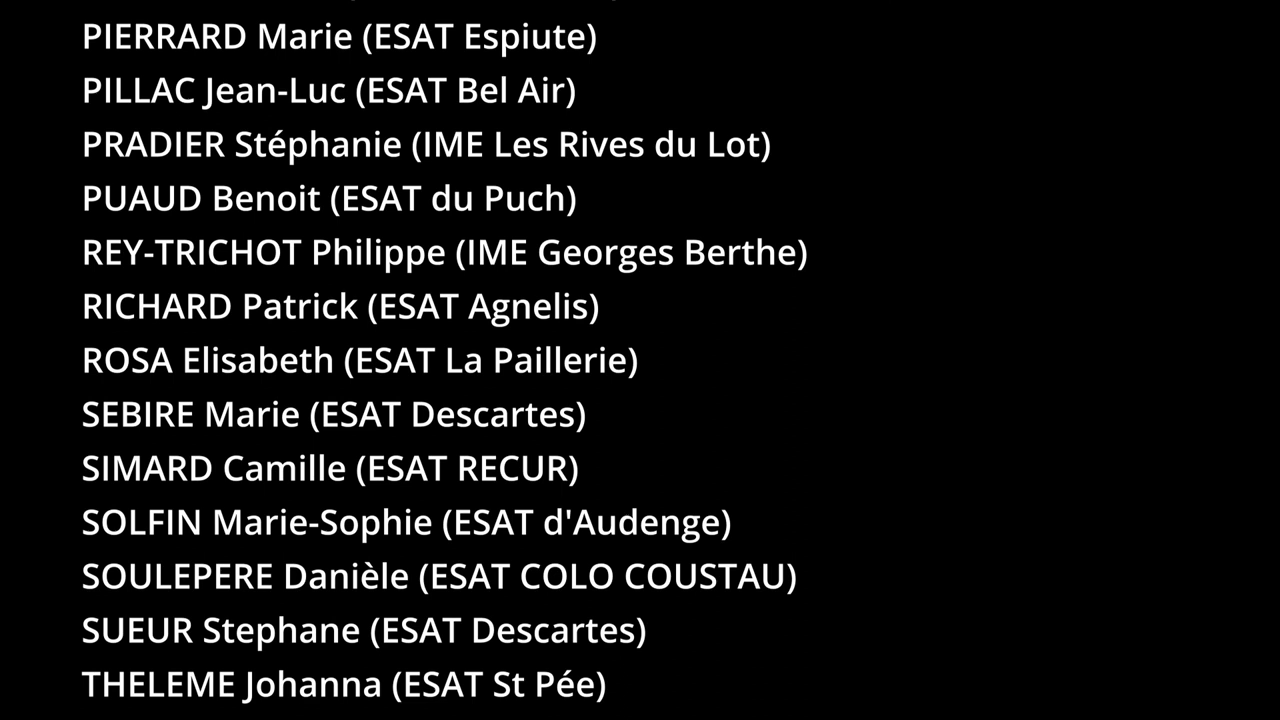 PIERRARD Marie (ESAT Espiute)
PILLAC Jean-Luc (ESAT Bel Air)
PRADIER Stéphanie (IME Les Rives du Lot)
PUAUD Benoit (ESAT du Puch)
REY-TRICHOT Philippe (IME Georges Berthe)
RICHARD Patrick (ESAT Agnelis)
ROSA Elisabeth (ESAT La Paillerie)
SEBIRE Marie (ESAT Descartes)
SIMARD Camille (ESAT RECUR)
SOLFIN Marie-Sophie (ESAT d'Audenge)
SOULEPERE Danièle (ESAT COLO COUSTAU)
SUEUR Stephane (ESAT Descartes)
THELEME Johanna (ESAT St Pée)